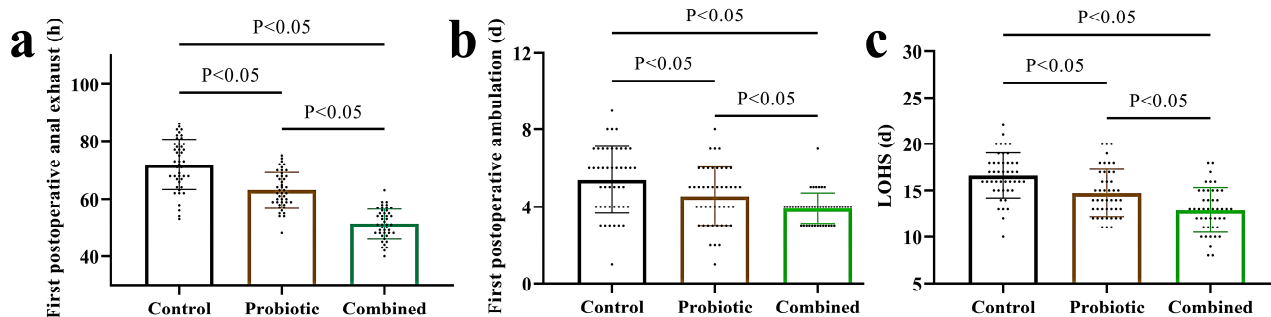 a
First postoperative anal exhaust (h)
P<0.05
P<0.05
P<0.05
100
80
60
40
Control
Probiotic
Combined
b
First postoperative ambulation (d)
P<0.05
P<0.05
P<0.05
12
8
4
0
Control
Probiotic
Combined
c
LOHS (d)
P<0.05
P<0.05
P<0.05
30
25
20
15
10
5
Control
Probiotic
Combined